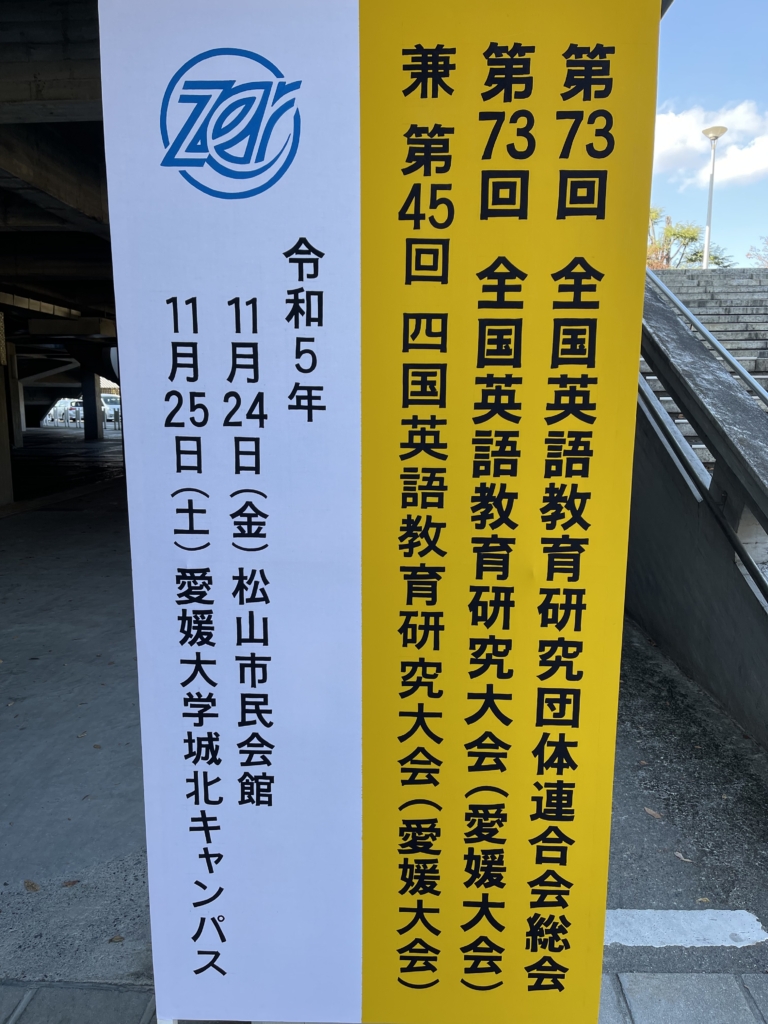 第73回 全国英語教育研究団体連合会総会
第73回 全国英語教育研究大会(愛媛大会)
兼 第45回 四国英語教育研究大会(愛媛大会)
令和5年
11月24日(金)松山市民会館
11月25日(土)愛媛大学城北キャンパス